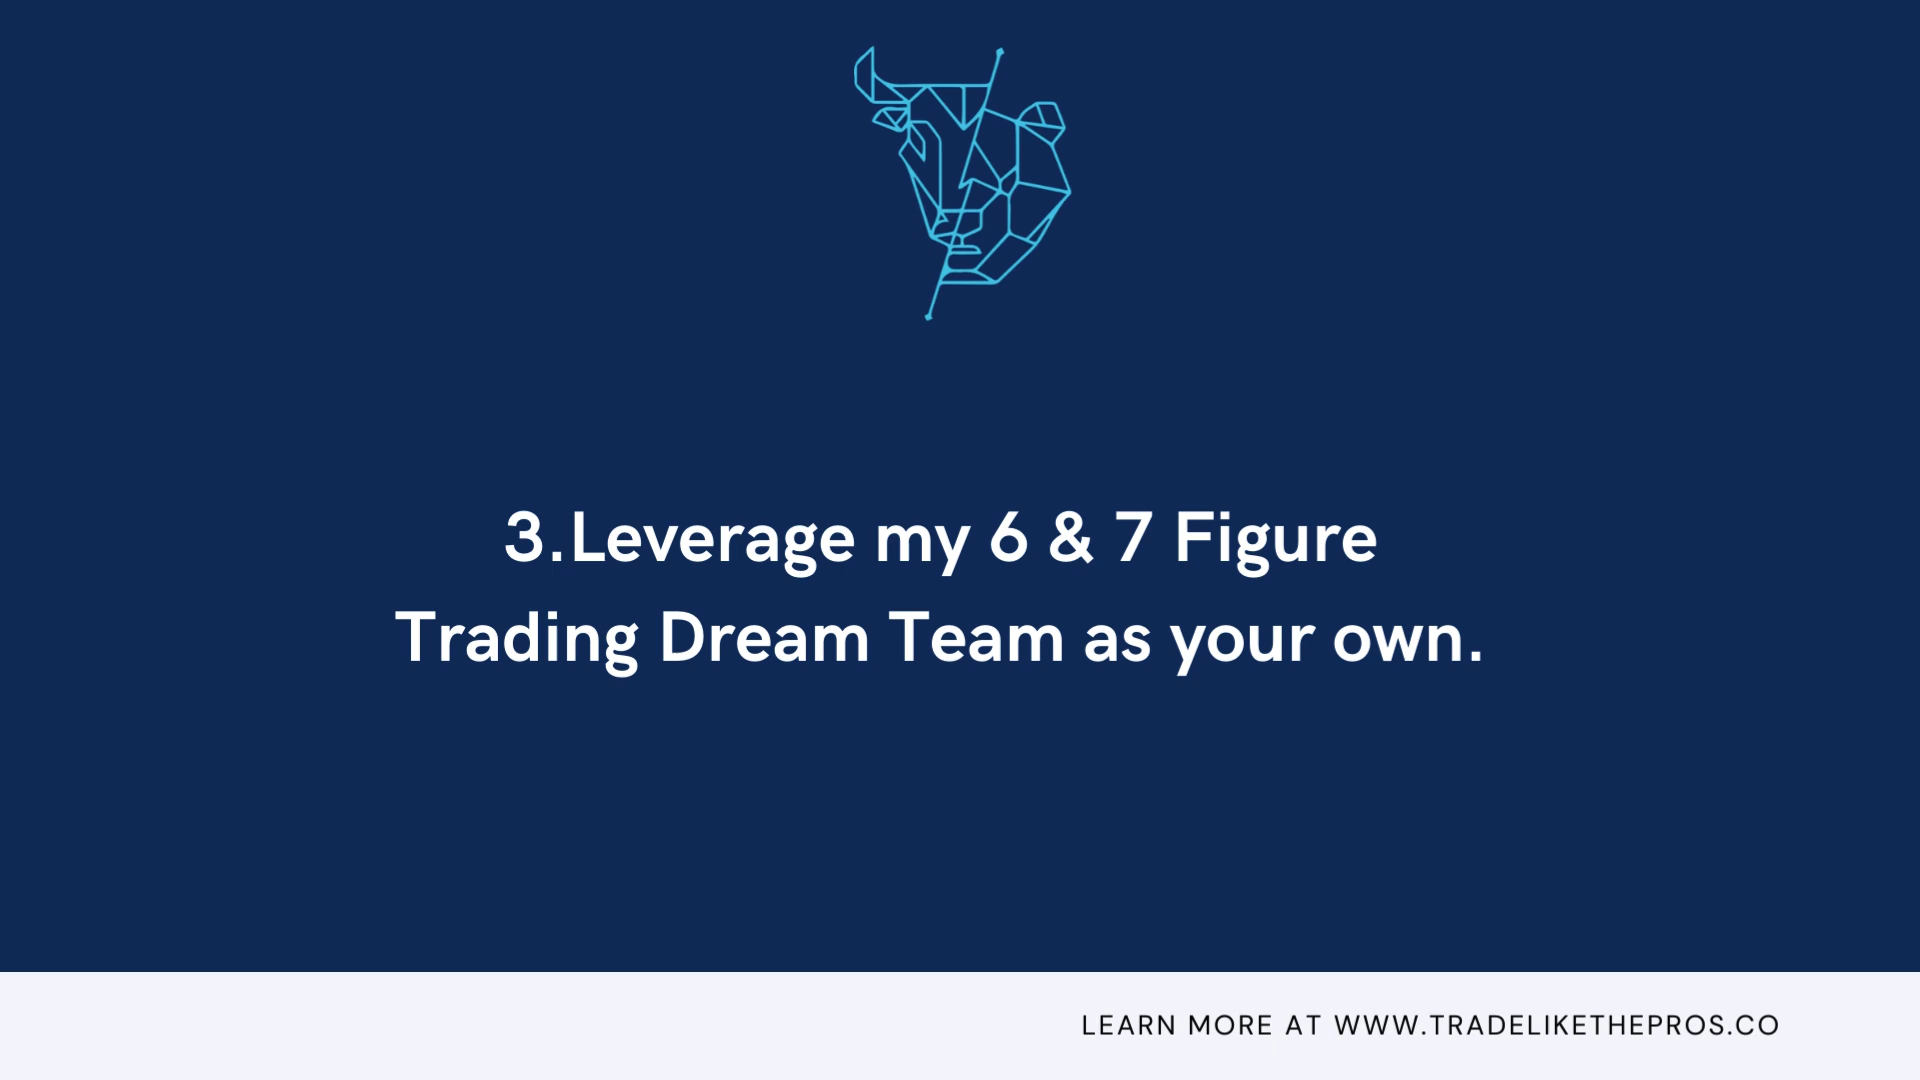 3.Leverage my 6 & 7 Figure
Trading Dream Team as your own.
LEARN MORE AT WWW.TRADELIKETHEPROS.CO